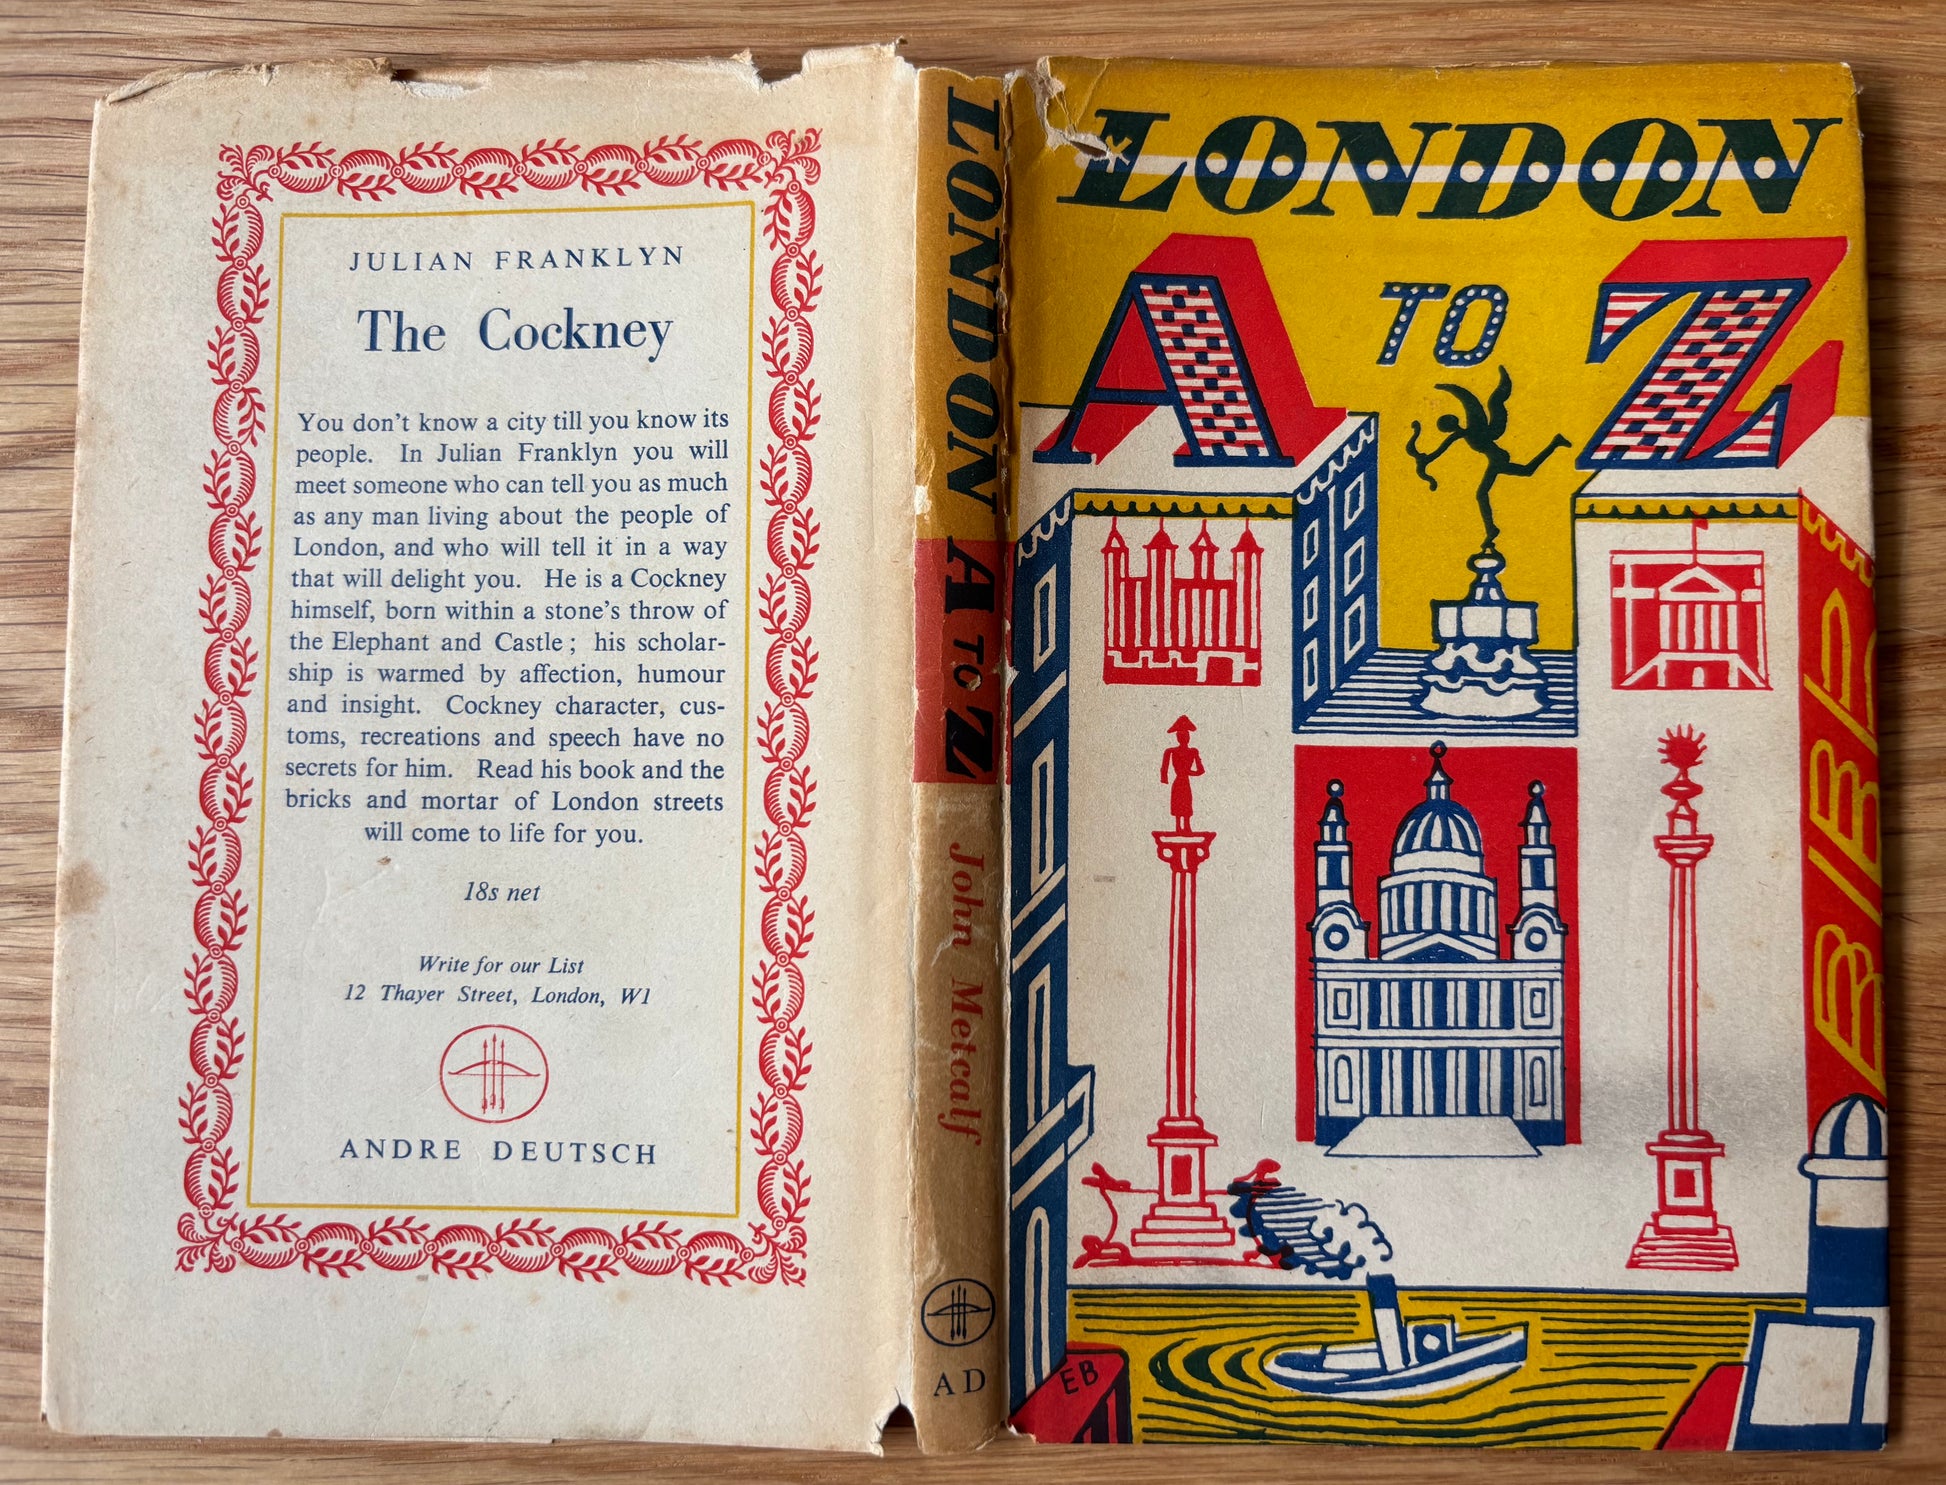 JULIAN FRANKLYN
The Cockney
You don't know a city till you know its
people. In Julian Franklyn you will
meet someone who can tell you as much
as any man living about the people of
London, and who will tell it in a way
that will delight you. He is a Cockney
himself, born within a stone's throw of
the Elephant and Castle; his scholar-
ship is warmed by affection, humour
and insight. Cockney character, cus-
toms, recreations and speech have no
secrets for him. Read his book and the
bricks and mortar of London streets
will come to life for you.
18s net
Write for our List
12 Thayer Street, London, W1
ANDRE DEUTSCH
LONDON A TO Z
John Metcalf
AD
LONDON
A TO Z
EB